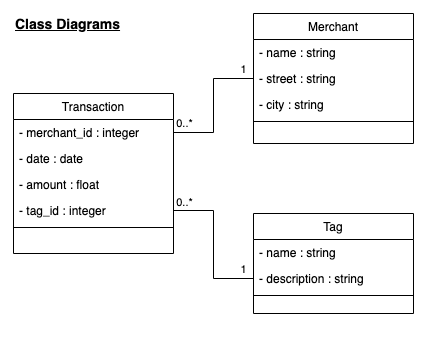 Class Diagrams
Merchant
- name : string
- street : string
- city : string
1
Transaction
- merchant_id : integer
- date : date
- amount : float
- tag_id : integer
0..*
0..*
Tag
- name : string
- description : string
1